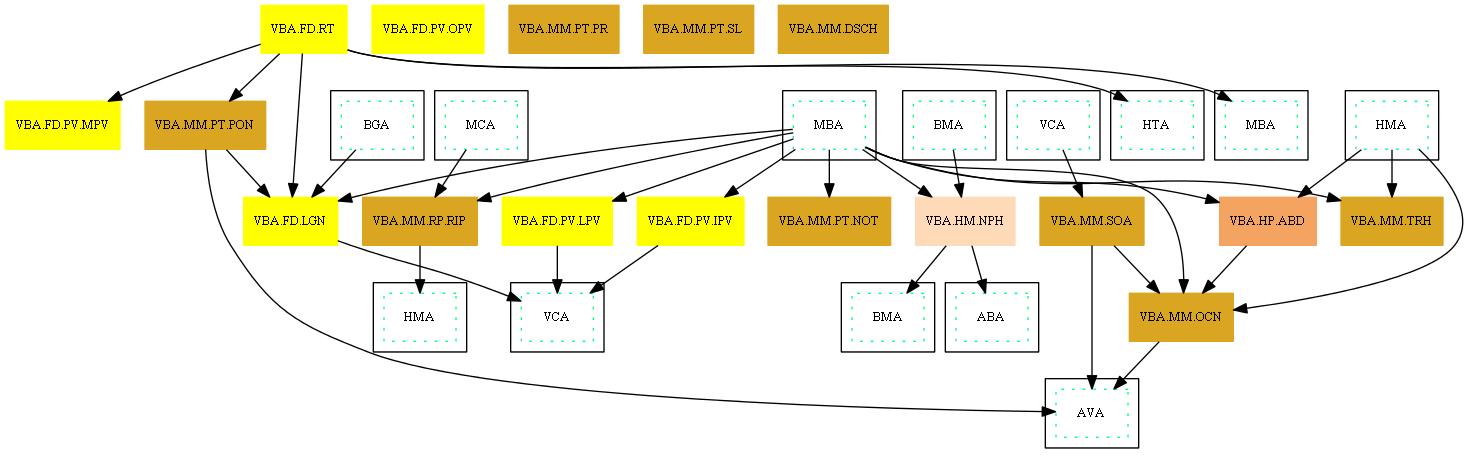 VBA.FD.RT
VBA.FD.PV.OPV
VBA.MM.PT.PR
VBA.MM.PT.SL
VBA.MM.DSCH
VBA.FD.PV.MPV
VBA.MM.PT.PON
BGA
MCA
MBA
BMA
VCA
HTA
MBA
HMA
VBA.FD.LGN
VBA.MM.RP.RIP
VBA.FD.PV.LPV
VBA.FD.PV.IPV
VBA.MM.PT.NOT
VBA.HM.NPH
VBA.MM.SOA
VBA.HP.ABD
VBA.MM.TRH
HMA
VCA
BMA
ABA
VBA.MM.OCN
AVA